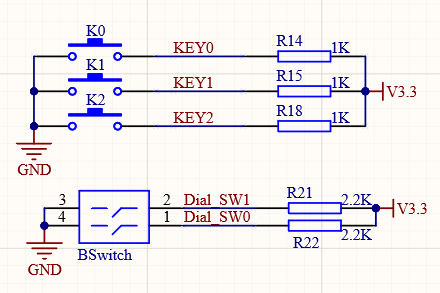 K0
KEY0 R14 1K
K1
KEY1 R15 1K V3.3
K2
KEY2 R18 1K
GND
3 2 Dial_SW1 R21 2.2K V3.3
4 1 Dial_SW0 R22 2.2K
BSwitch
GND